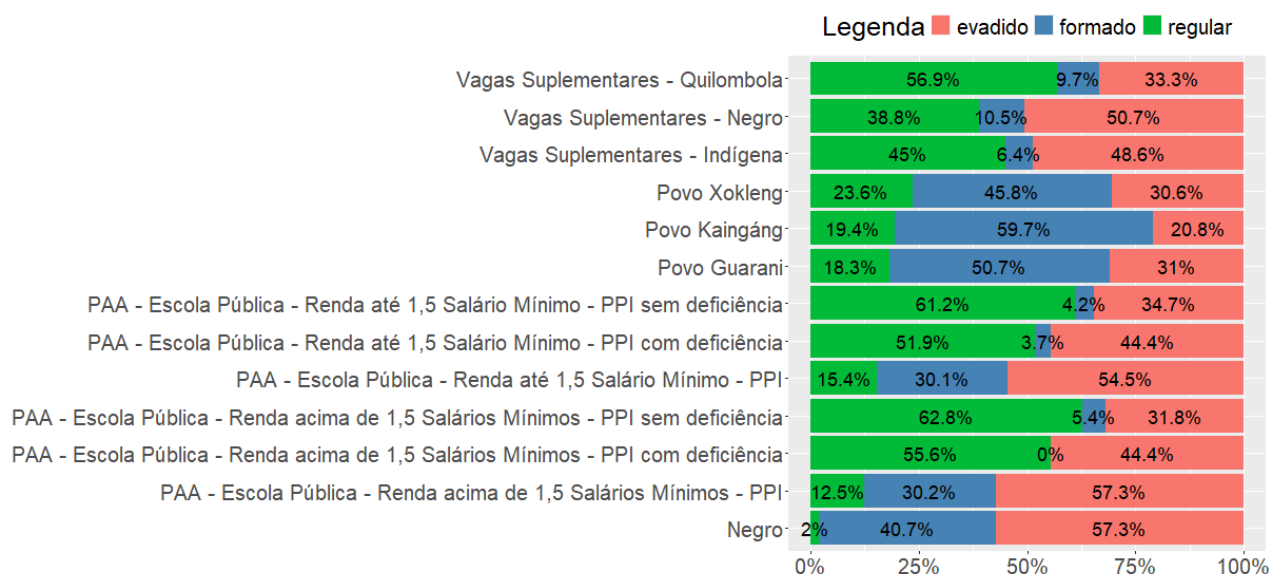 Legenda evadido formado regular
Vagas Suplementares - Quilombola 56.9% 9.7% 33.3%
Vagas Suplementares - Negro 38.8% 10.5% 50.7%
Vagas Suplementares - Indígena 45% 6.4% 48.6%
Povo Xokleng 23.6% 45.8% 30.6%
Povo Kaingáng 19.4% 59.7% 20.8%
Povo Guarani 18.3% 50.7% 31%
PAA - Escola Pública - Renda até 1,5 Salário Mínimo - PPI sem deficiência 61.2% 4.2% 34.7%
PAA - Escola Pública - Renda até 1,5 Salário Mínimo - PPI com deficiência 51.9% 3.7% 44.4%
PAA - Escola Pública - Renda até 1,5 Salário Mínimo - PPI 15.4% 30.1% 54.5%
PAA - Escola Pública - Renda acima de 1,5 Salários Mínimos - PPI sem deficiência 62.8% 5.4% 31.8%
PAA - Escola Pública - Renda acima de 1,5 Salários Mínimos - PPI com deficiência 55.6% 0% 44.4%
PAA - Escola Pública - Renda acima de 1,5 Salários Mínimos - PPI 12.5% 30.2% 57.3%
Negro 2% 40.7% 57.3%
0% 25% 50% 75% 100%